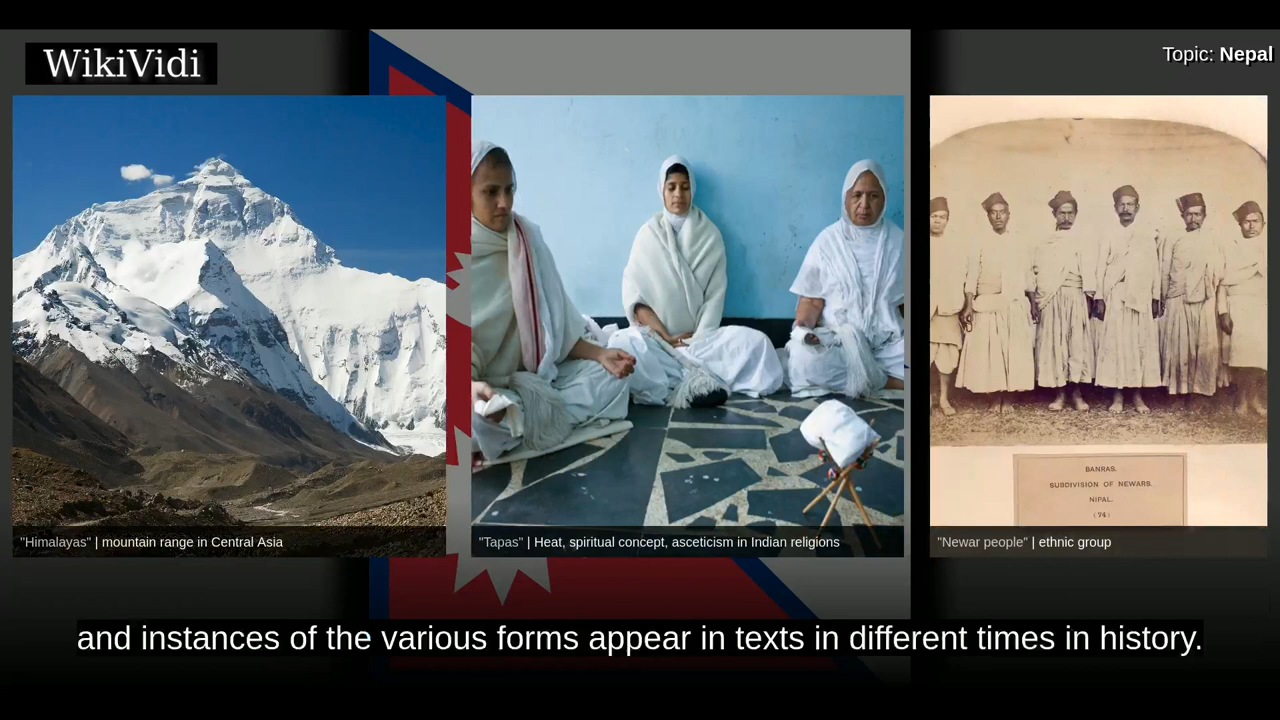 WikiVidi
Topic: Nepal
"Himalayas" | mountain range in Central Asia
"Tapas" | Heat, spiritual concept, asceticism in Indian religions
BANRAS.
SUBDIVISION OF NEWARS.
NIPAL.
(74)
"Newar people" | ethnic group
and instances of the various forms appear in texts in different times in history.